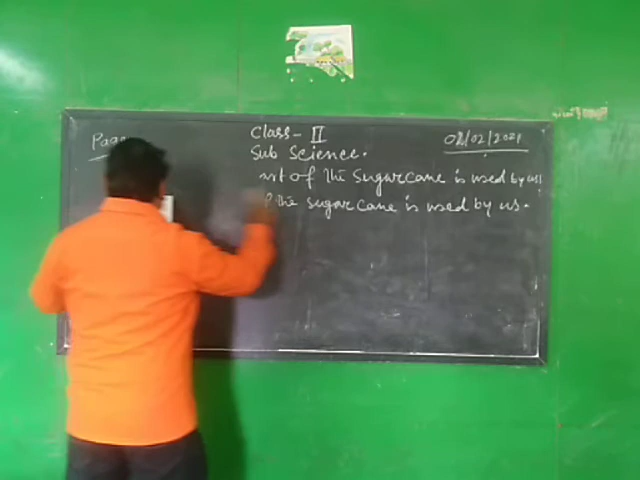 Page
Class - II
02/02/2021
Sub Science.
of the Sugarcane is used by us
the sugarcane is used by us.